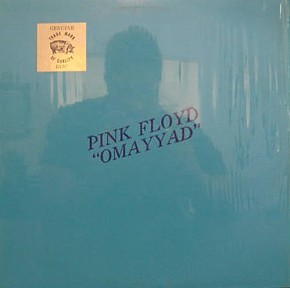 GENUINE
TRADE MARK
OF QUALITY
PINK FLOYD
"OMAYYAD"